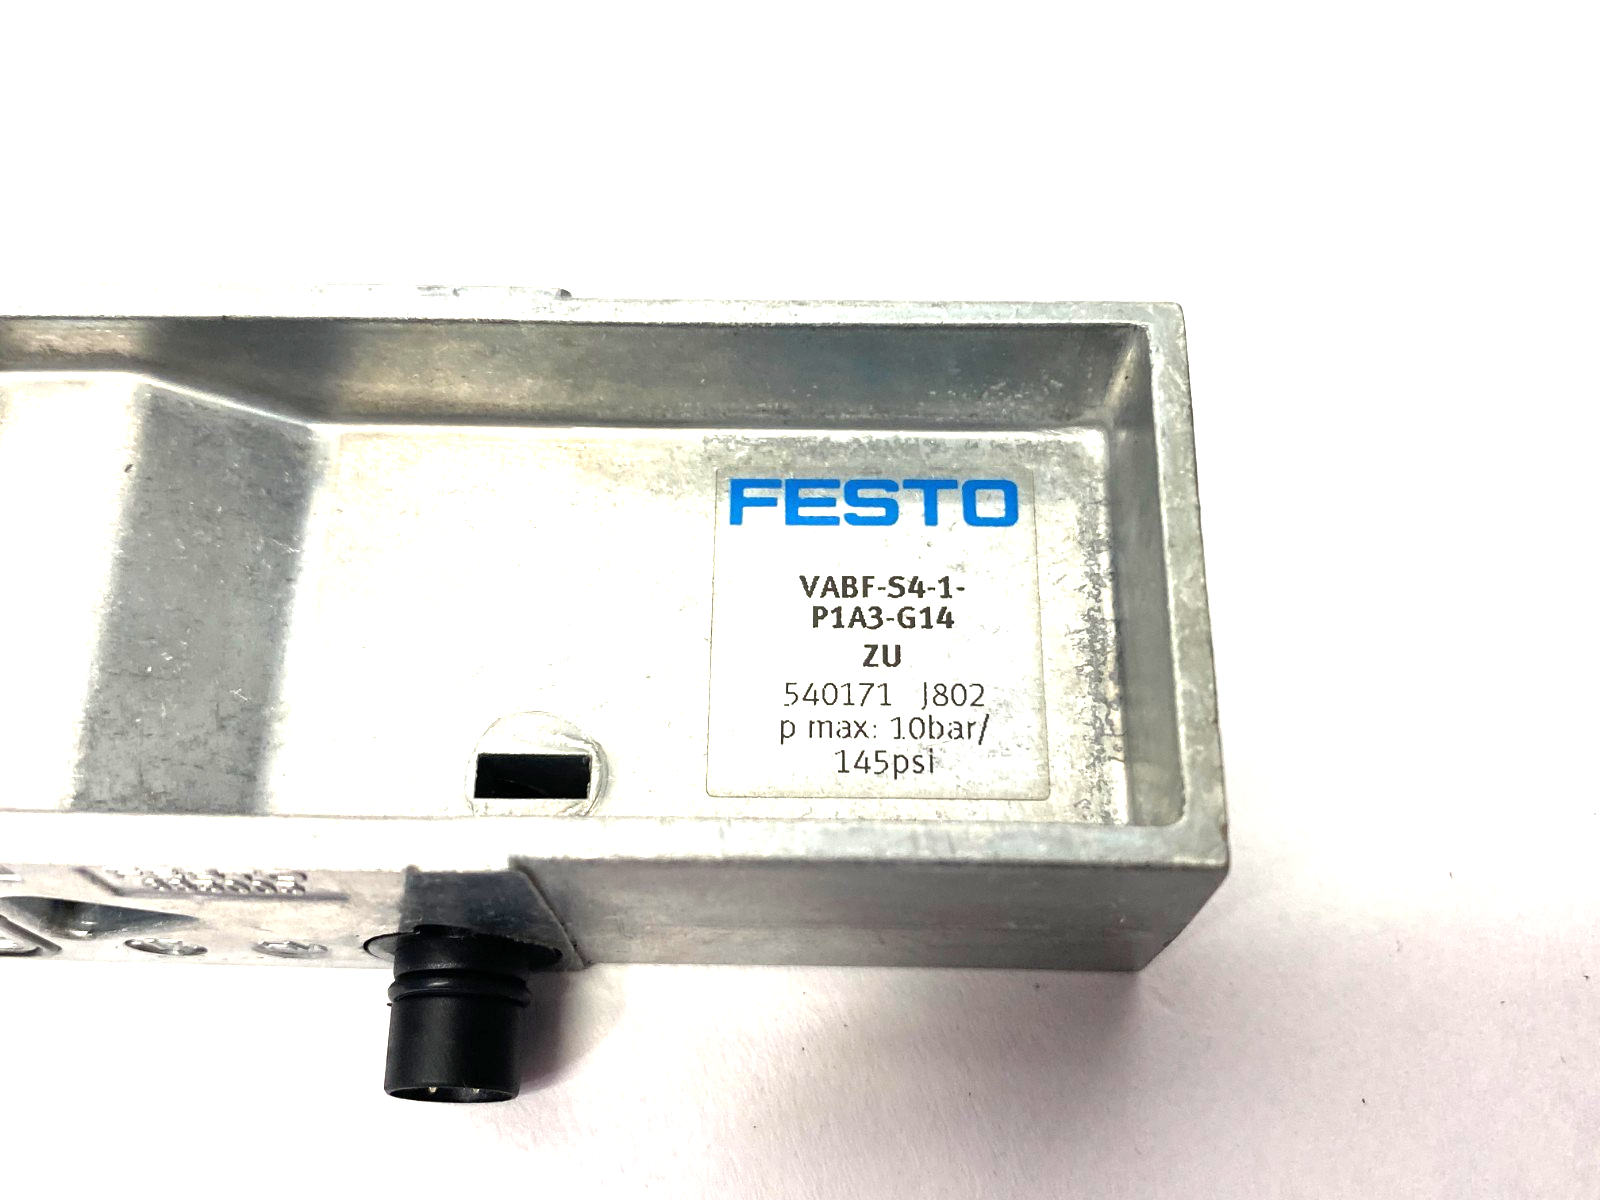 FESTO
VABF-S4-1-
P1A3-G14
ZU
540171 J802
p max: 10bar/
145psi